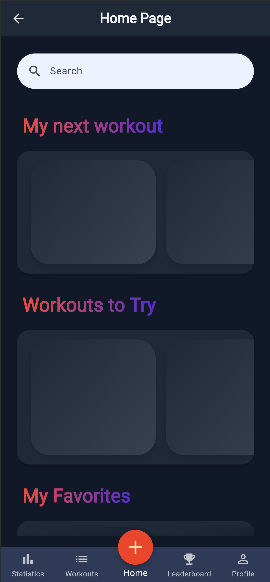 Home Page
Search
My next workout
Workouts to Try
My Favorites
Statistics
Workouts
Home
Leaderboard
Profile